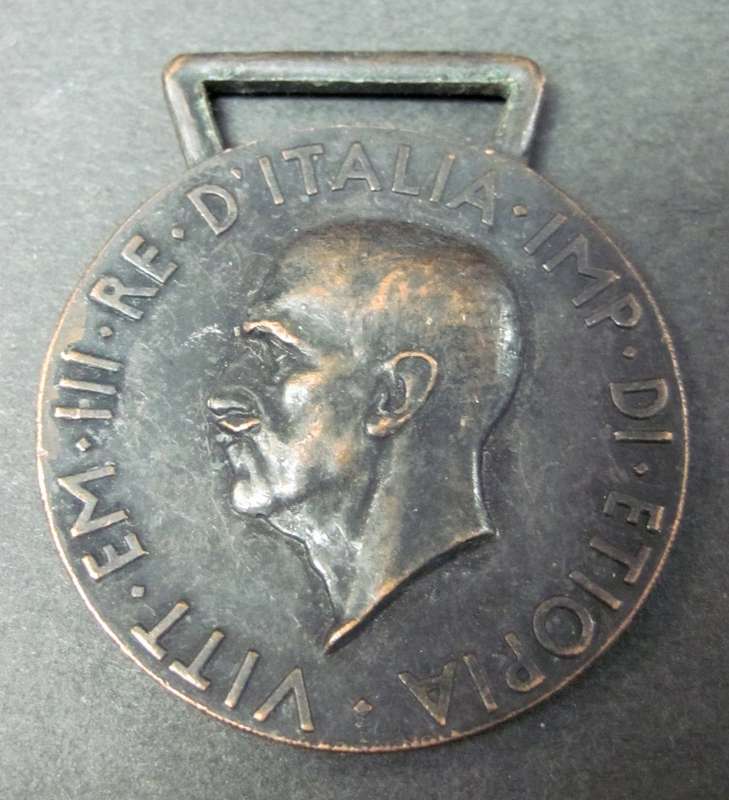 VITT · EM · III · RE · D'ITALIA · IMP · DI · ETIOPIA ·